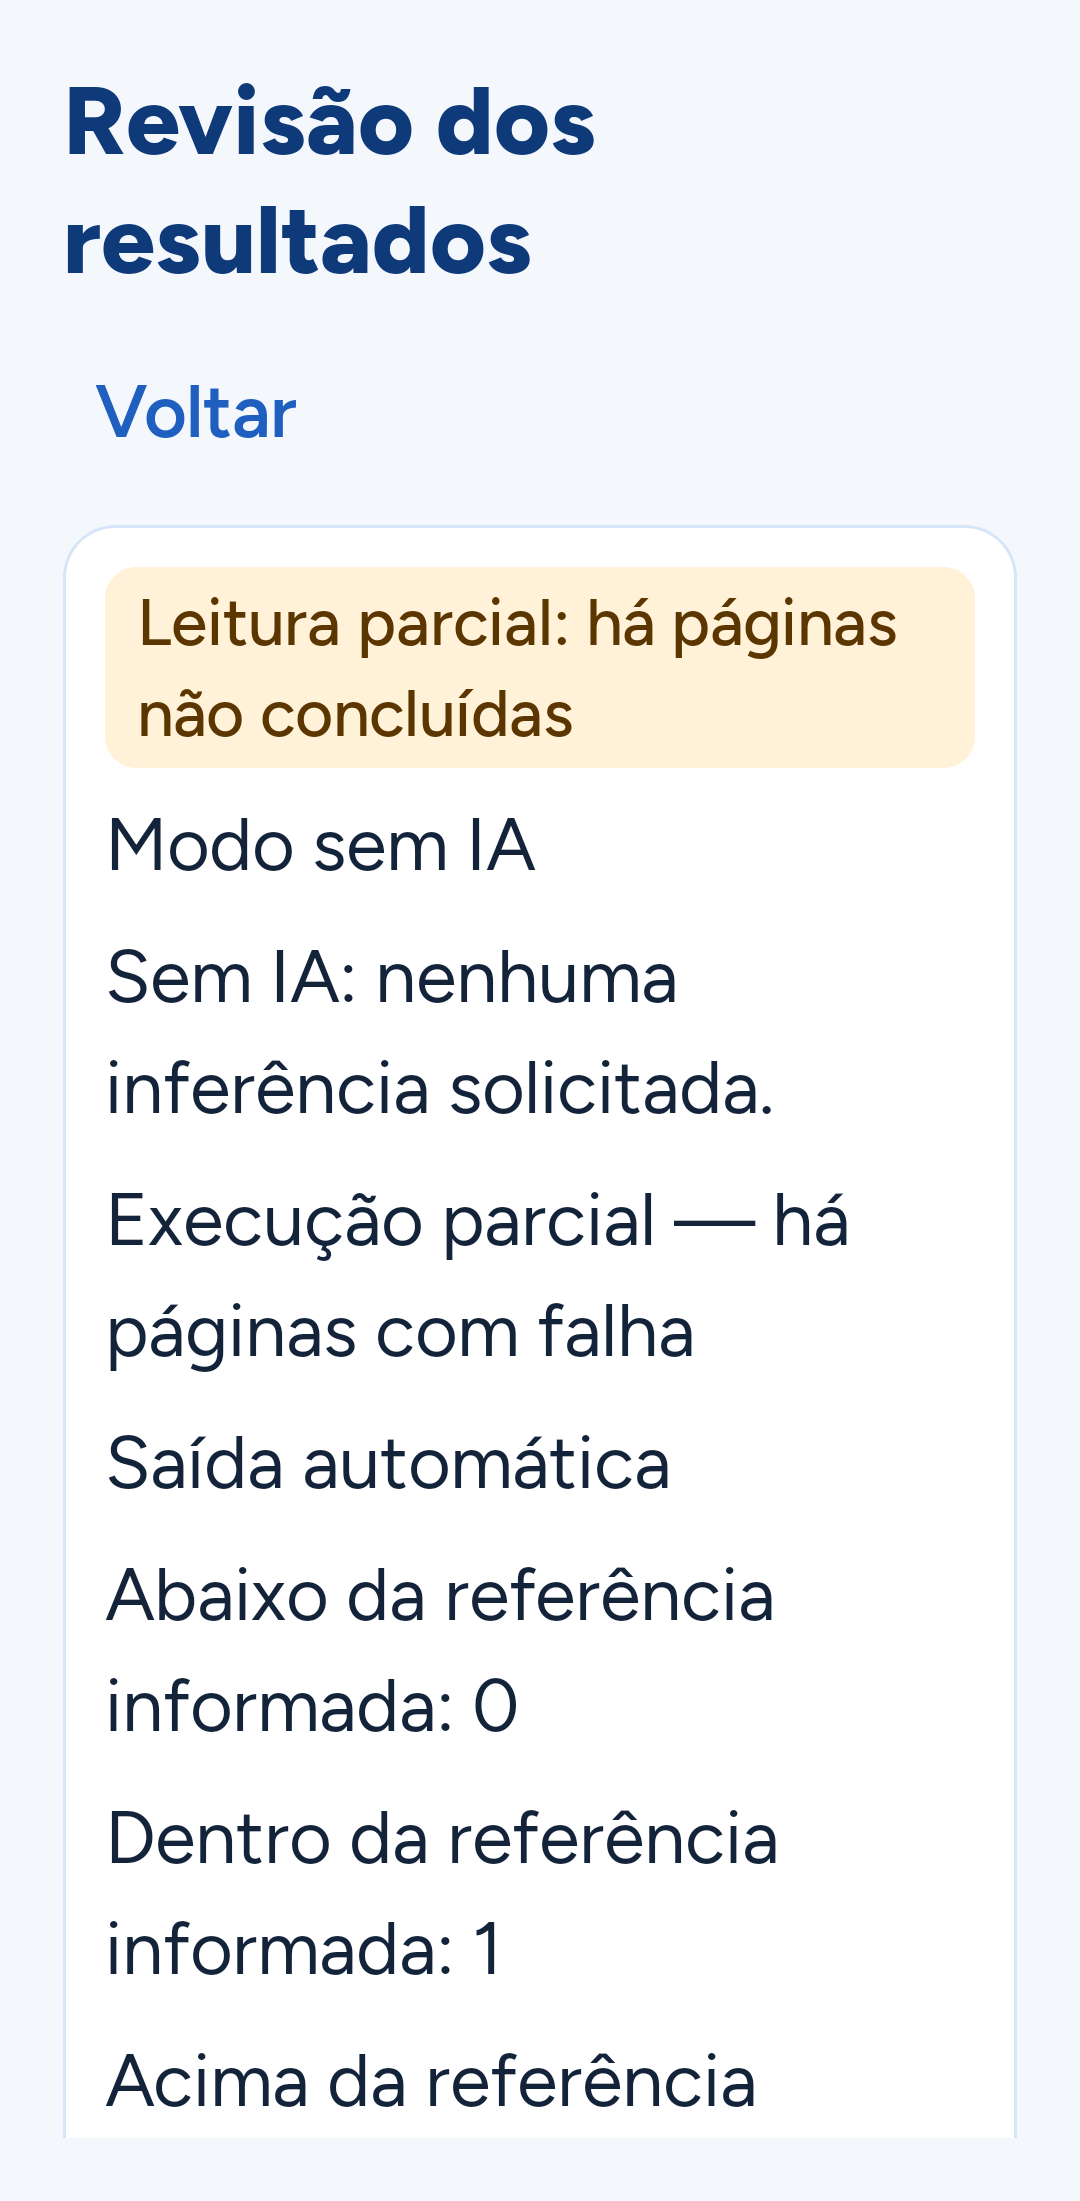 Revisão dos
resultados
Voltar
Leitura parcial: há páginas
não concluídas
Modo sem IA
Sem IA: nenhuma
inferência solicitada.
Execução parcial — há
páginas com falha
Saída automática
Abaixo da referência
informada: 0
Dentro da referência
informada: 1
Acima da referência